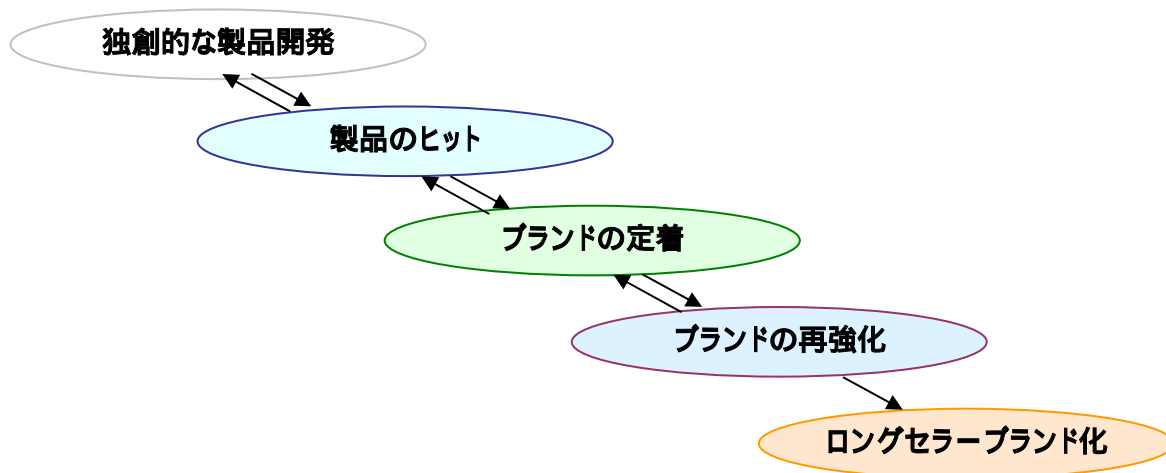 独創的な製品開発
製品のヒット
ブランドの定着
ブランドの再強化
ロングセラーブランド化